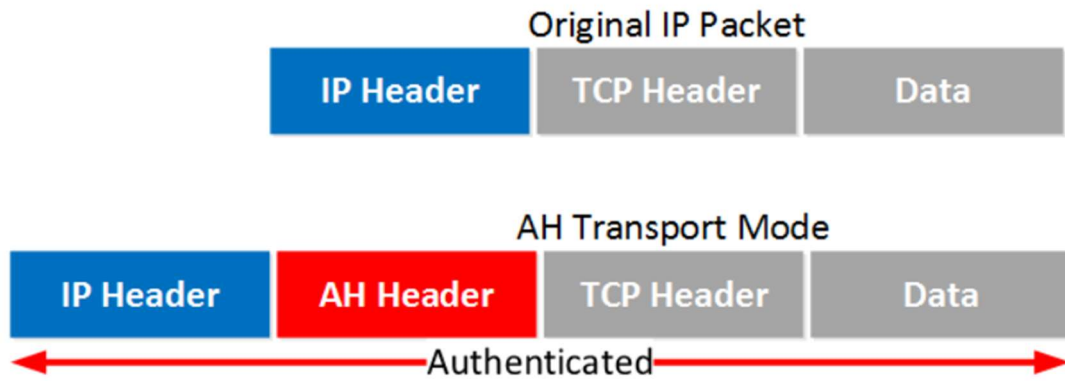 Original IP Packet
IP Header TCP Header Data
AH Transport Mode
IP Header AH Header TCP Header Data
Authenticated